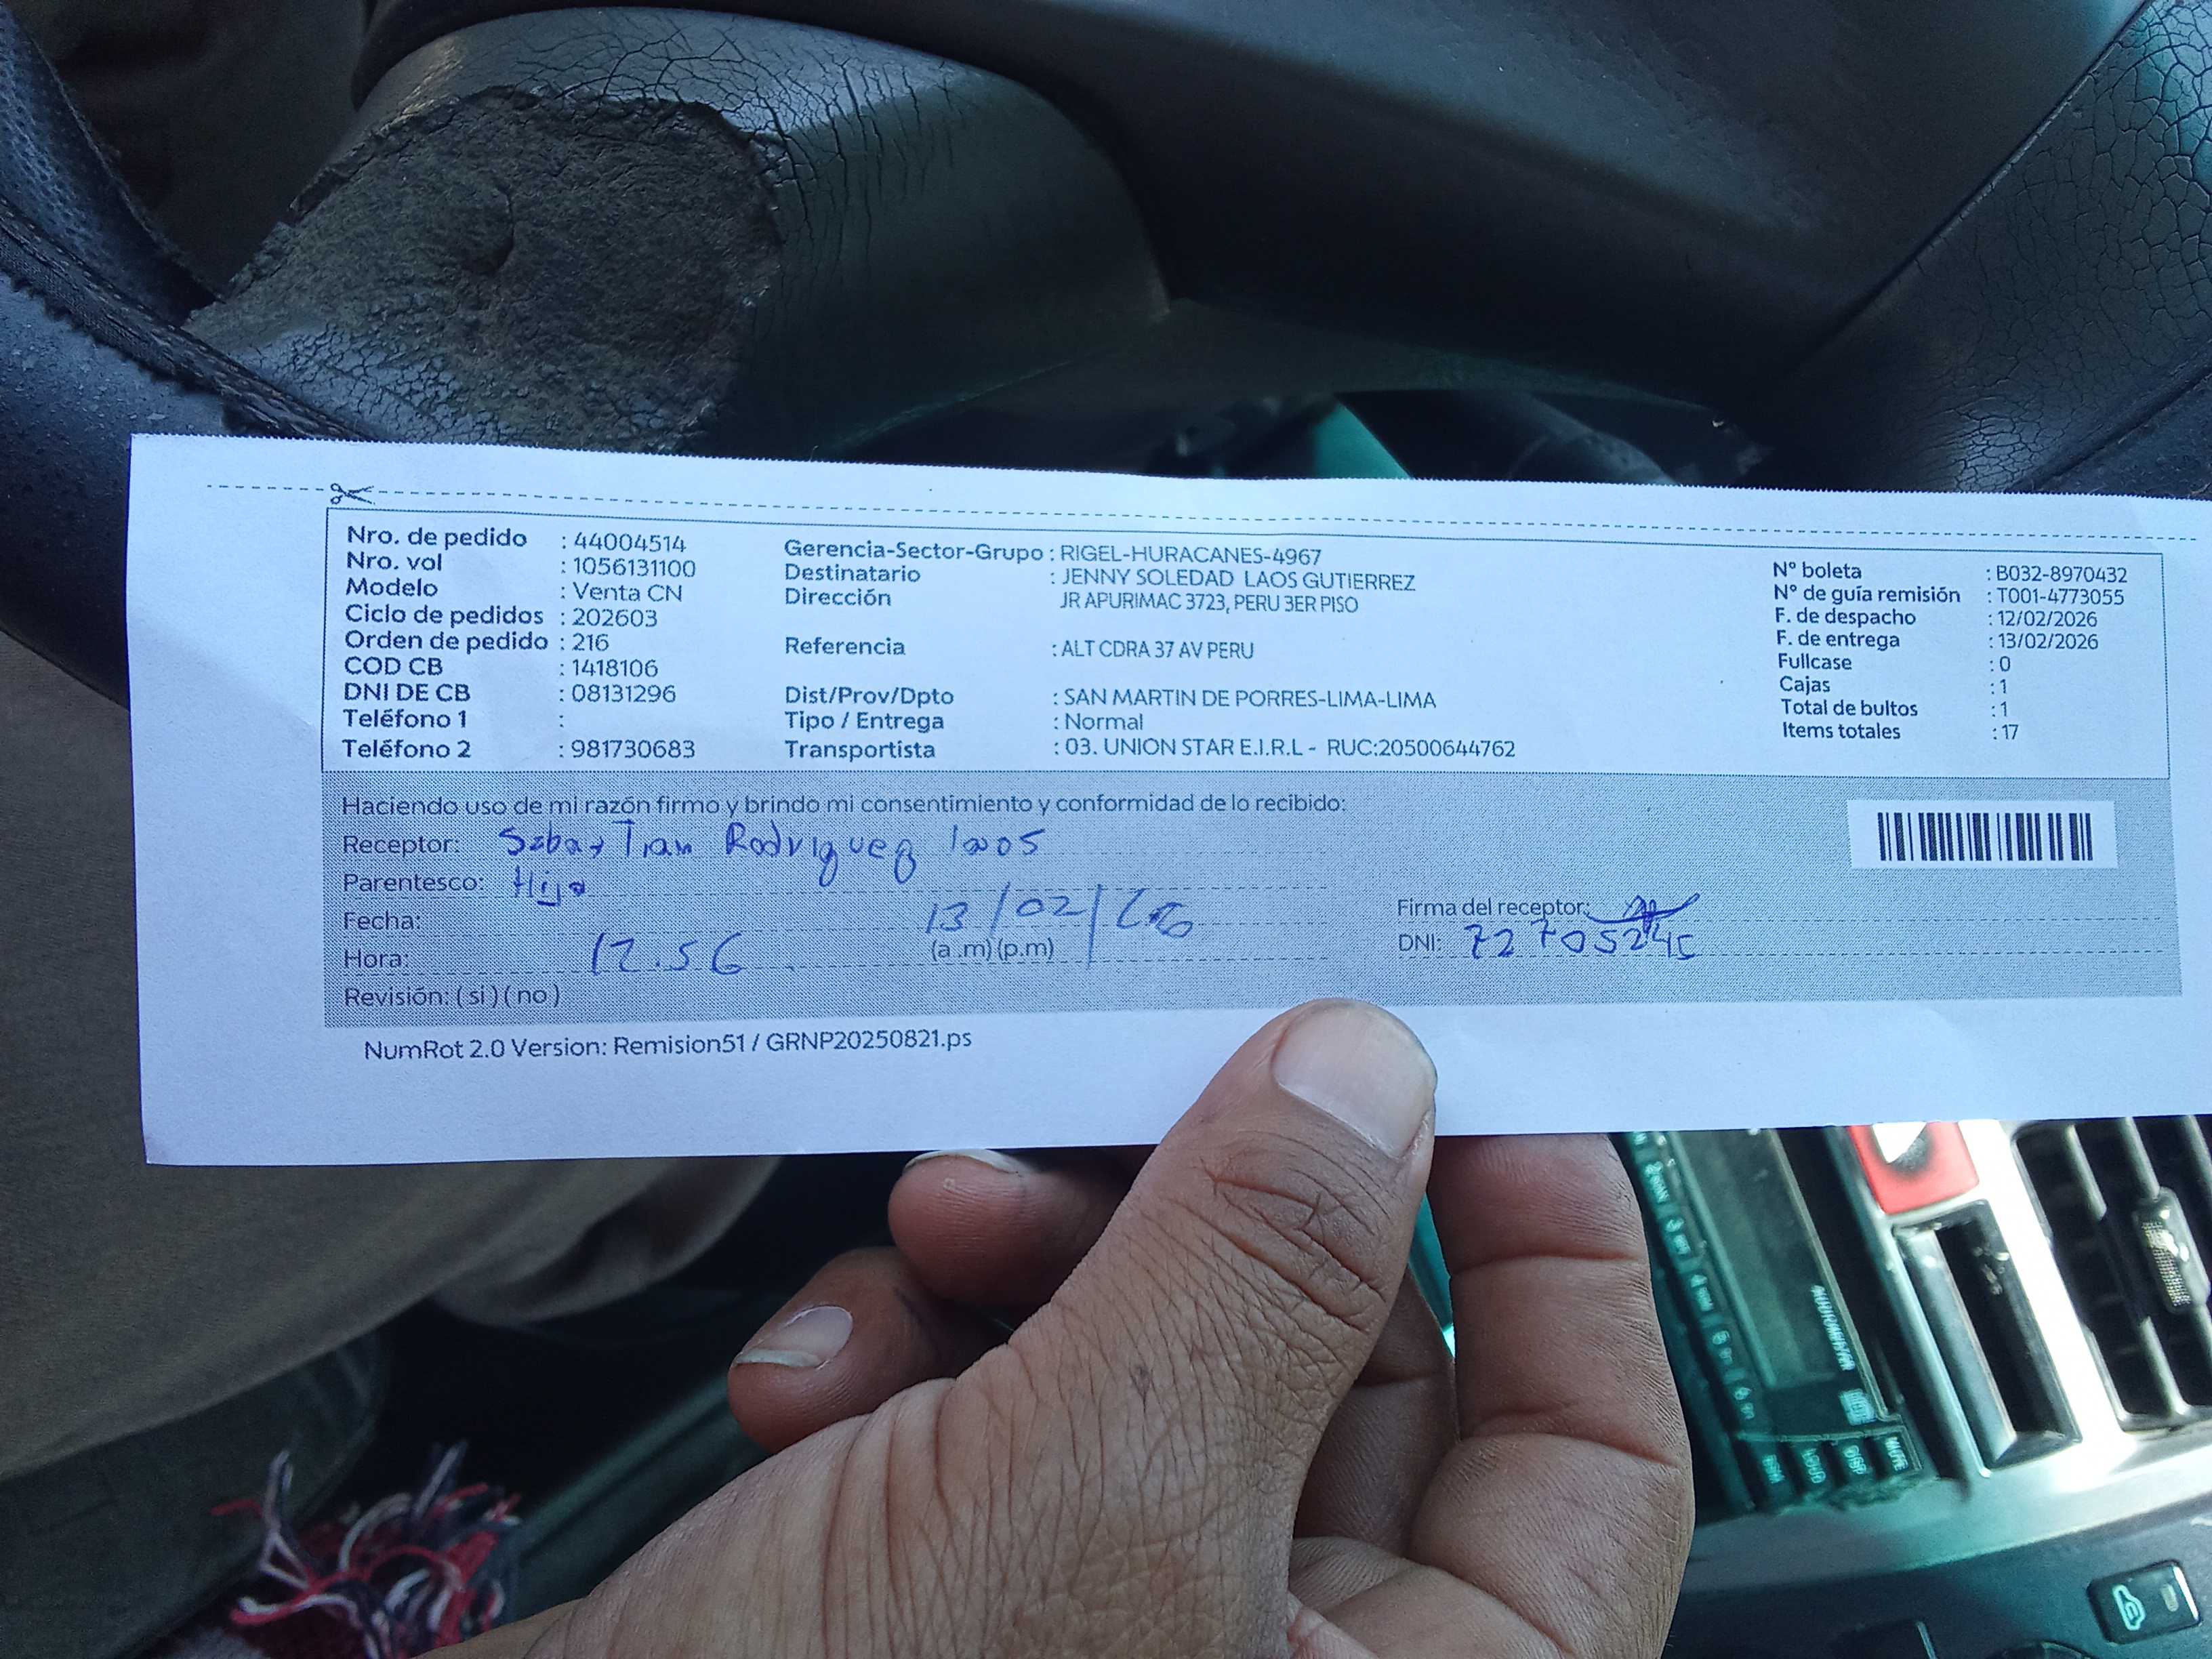 Nro. de pedido : 44004514
Nro. vol : 1056131100
Modelo : Venta CN
Ciclo de pedidos : 202603
Orden de pedido : 216
COD CB : 1418106
DNI DE CB : 08131296
Teléfono 1 :
Teléfono 2 : 981730683
Gerencia-Sector-Grupo : RIGEL-HURACANES-4967
Destinatario : JENNY SOLEDAD LAOS GUTIERREZ
Dirección JR APURIMAC 3723, PERU 3ER PISO
Referencia : ALT CDRA 37 AV PERU
Dist/Prov/Dpto : SAN MARTIN DE PORRES-LIMA-LIMA
Tipo / Entrega : Normal
Transportista : 03. UNION STAR E.I.R.L - RUC:20500644762
N° boleta : B032-8970432
N° de guía remisión : T001-4773055
F. de despacho : 12/02/2026
F. de entrega : 13/02/2026
Fullcase : 0
Cajas : 1
Total de bultos : 1
Items totales : 17
Haciendo uso de mi razón firmo y brindo mi consentimiento y conformidad de lo recibido:
Receptor: Rodriguez
Parentesco: Hijo
Fecha: 13/02/
Hora: 12.56 (a.m)(p.m)
Revisión: (si)(no)
Firma del receptor:
DNI:
NumRot 2.0 Version: Remision51 / GRNP20250821.ps